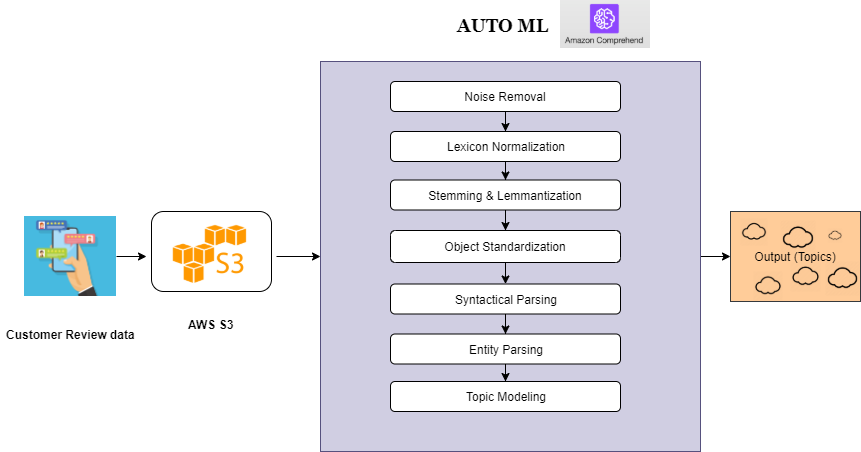 AUTO ML
Amazon Comprehend
Noise Removal
Lexicon Normalization
Stemming & Lemmantization
Object Standardization
Syntactical Parsing
Entity Parsing
Topic Modeling
S3
Customer Review data
AWS S3
Output (Topics)